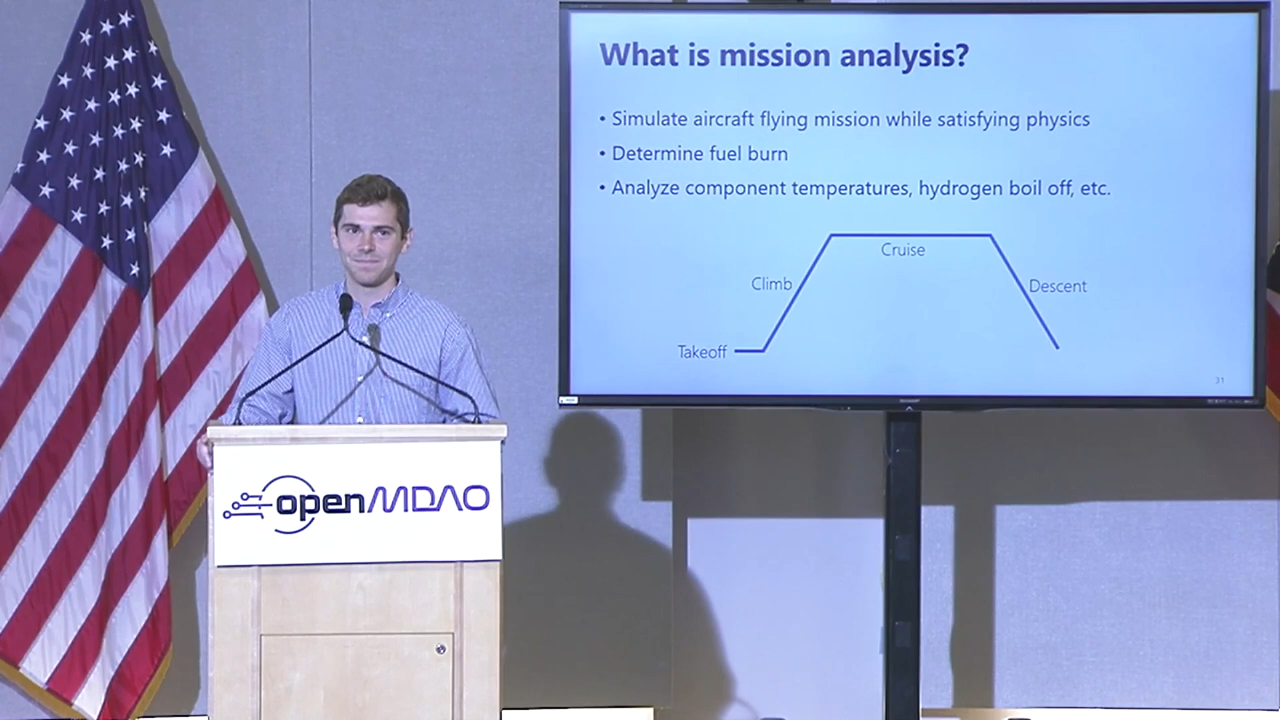 What is mission analysis?
• Simulate aircraft flying mission while satisfying physics
• Determine fuel burn
• Analyze component temperatures, hydrogen boil off, etc.
Cruise
Climb
Descent
Takeoff
31
openMDAO